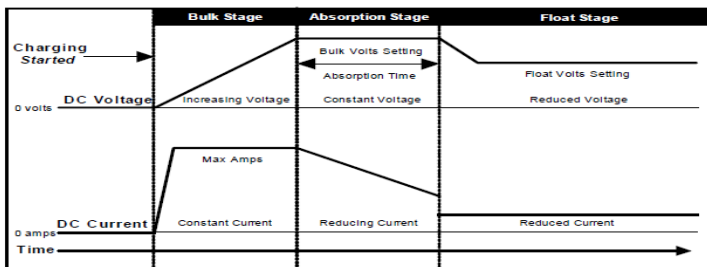 Bulk Stage Absorption Stage Float Stage
Charging
Started
Bulk Volts Setting
Absorption Time
Float Volts Setting
DC Voltage
0 volts
Increasing Voltage Constant Voltage Reduced Voltage
Max Amps
DC Current
0 amps
Constant Current Reducing Current Reduced Current
Time